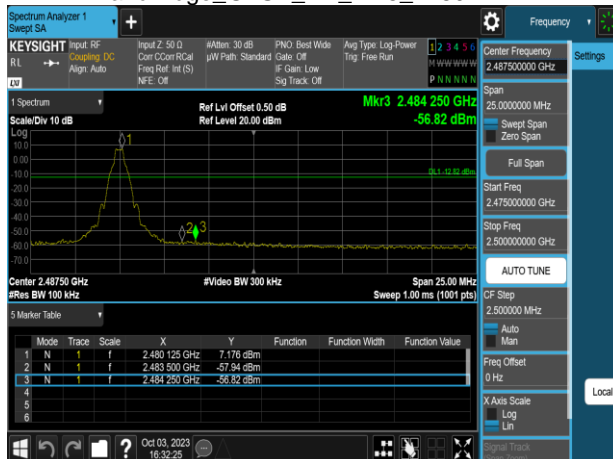 Spectrum Analyzer 1
Swept SA
+
Frequency
KEYSIGHT
RL
Input: RF
Coupling: DC
Align: Auto
Input Z: 50 Ω
Corr CCorr RCal
Freq Ref: Int (S)
NFE: Off
#Atten: 30 dB
µW Path: Standard
PNO: Best Wide
Gate: Off
IF Gain: Low
Sig Track: Off
Avg Type: Log-Power
Trig: Free Run
1 2 3 4 5 6
M W W W W W
P N N N N N
1 Spectrum
Scale/Div 10 dB
Ref Lvl Offset 0.50 dB
Ref Level 20.00 dBm
Mkr3 2.484 250 GHz
-56.82 dBm
Log
10.0
0.00
-10.0
-20.0
-30.0
-40.0
-50.0
-60.0
-70.0
1
2
3
DL1 -12.82 dBm
Center 2.48750 GHz
#Res BW 100 kHz
#Video BW 300 kHz
Span 25.00 MHz
Sweep 1.00 ms (1001 pts)
5 Marker Table
Mode Trace Scale X Y Function Function Width Function Value
1 N 1 f 2.480 125 GHz 7.176 dBm
2 N 1 f 2.483 500 GHz -57.94 dBm
3 N 1 f 2.484 250 GHz -56.82 dBm
4
5
6
?
Oct 03, 2023
16:32:25
Center Frequency
2.487500000 GHz
Span
25.0000000 MHz
Swept Span
Zero Span
Full Span
Start Freq
2.475000000 GHz
Stop Freq
2.500000000 GHz
AUTO TUNE
CF Step
2.500000 MHz
Auto
Man
Freq Offset
0 Hz
X Axis Scale
Log
Lin
Signal Track
Settings
Local